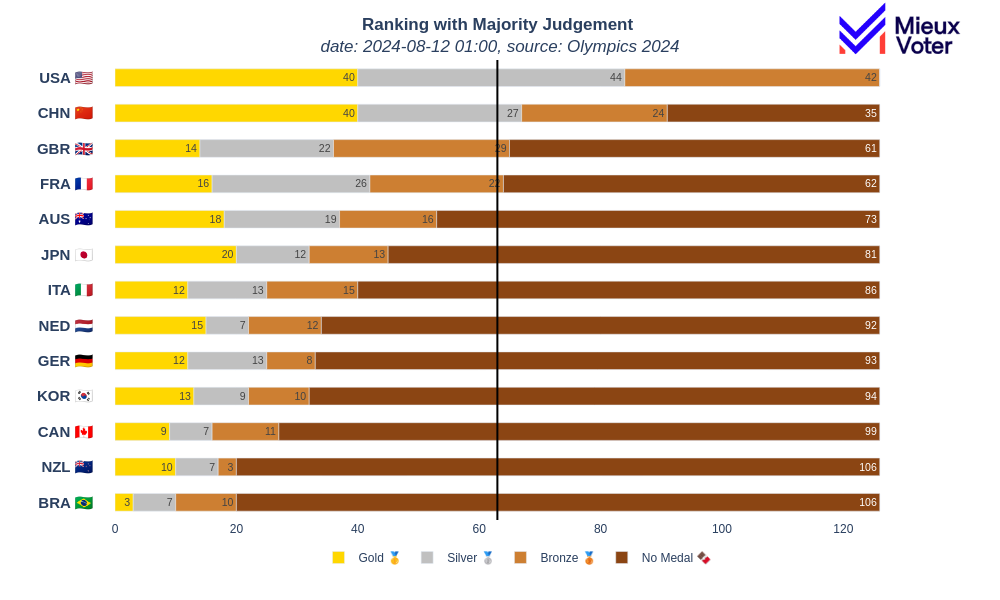 Ranking with Majority Judgement
date: 2024-08-12 01:00, source: Olympics 2024
Mieux
Voter
USA 🇺🇸 40 44 42
CHN 🇨🇳 40 27 24 35
GBR 🇬🇧 14 22 29 61
FRA 🇫🇷 16 26 22 62
AUS 🇦🇺 18 19 16 73
JPN 🇯🇵 20 12 13 81
ITA 🇮🇹 12 13 15 86
NED 🇳🇱 15 7 12 92
GER 🇩🇪 12 13 8 93
KOR 🇰🇷 13 9 10 94
CAN 🇨🇦 9 7 11 99
NZL 🇳🇿 10 7 3 106
BRA 🇧🇷 3 7 10 106
0 20 40 60 80 100 120
Gold 🥇 Silver 🥈 Bronze 🥉 No Medal 🍫